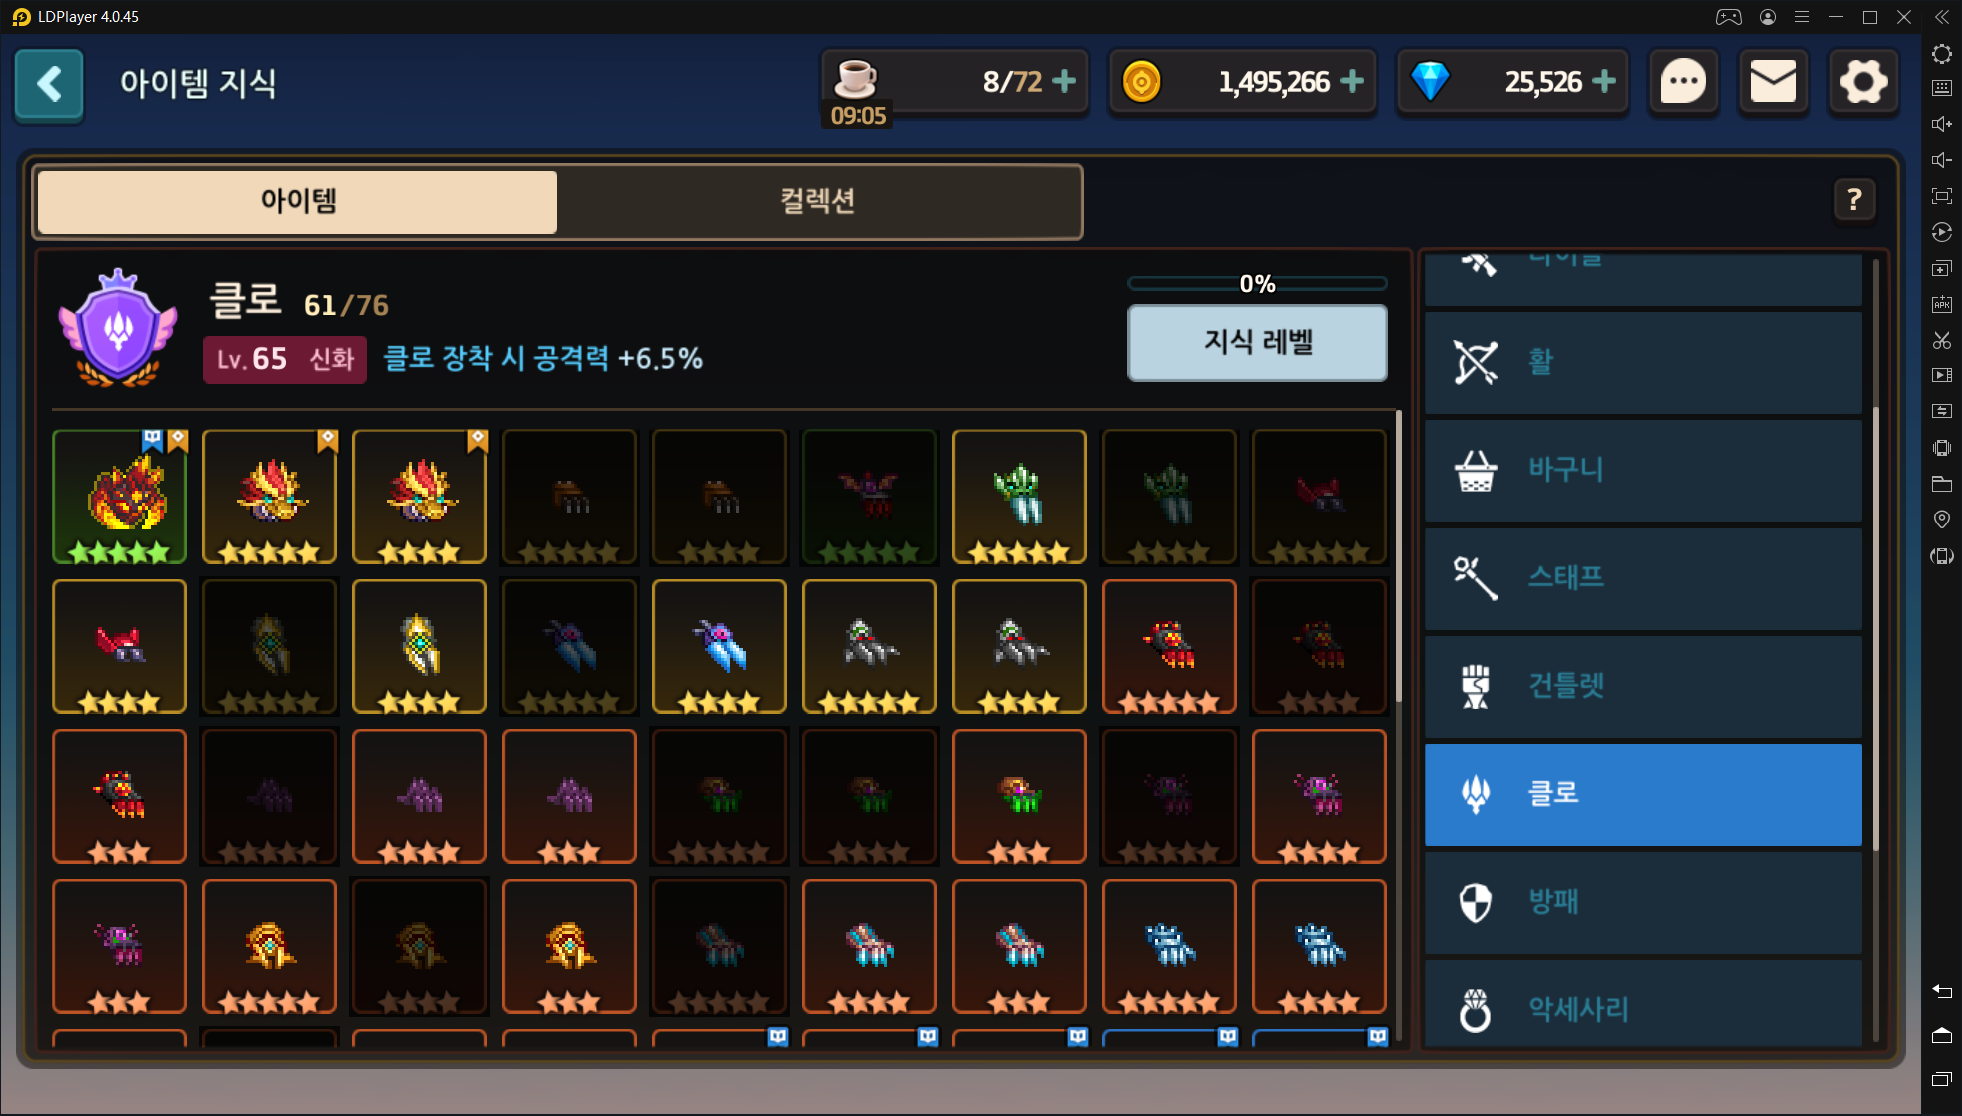 LDPlayer 4.0.45
아이템 지식
8/72
09:05
1,495,266
25,526
아이템
컬렉션
?
클로 61/76
Lv.65 신화
클로 장착 시 공격력 +6.5%
0%
지식 레벨
활
바구니
스태프
건틀렛
클로
방패
악세사리